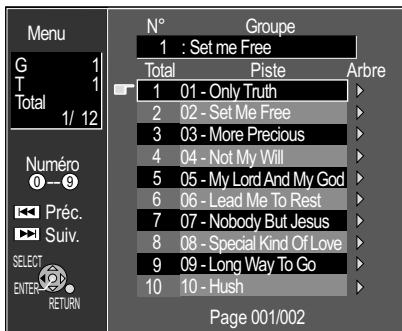 Menu
G 1
T 1
Total
1/ 12
Numéro
0 -- 9
Préc.
Suiv.
SELECT
ENTER
RETURN
N° Groupe
1 : Set me Free
Total Piste Arbre
1 01 - Only Truth
2 02 - Set Me Free
3 03 - More Precious
4 04 - Not My Will
5 05 - My Lord And My God
6 06 - Lead Me To Rest
7 07 - Nobody But Jesus
8 08 - Special Kind Of Love
9 09 - Long Way To Go
10 10 - Hush
Page 001/002